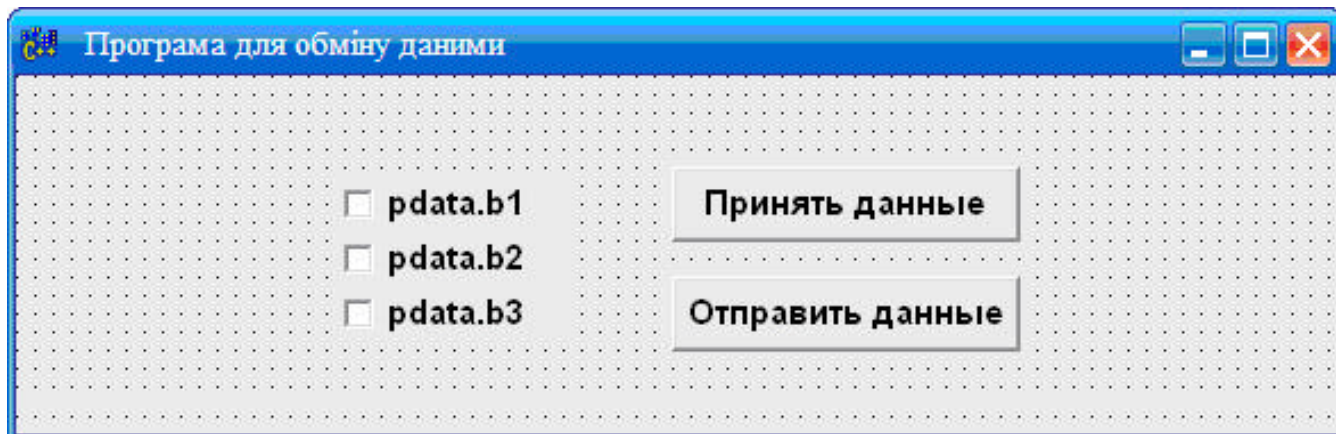 Програма для обміну даними
pdata.b1
Принять данные
pdata.b2
pdata.b3
Отправить данные